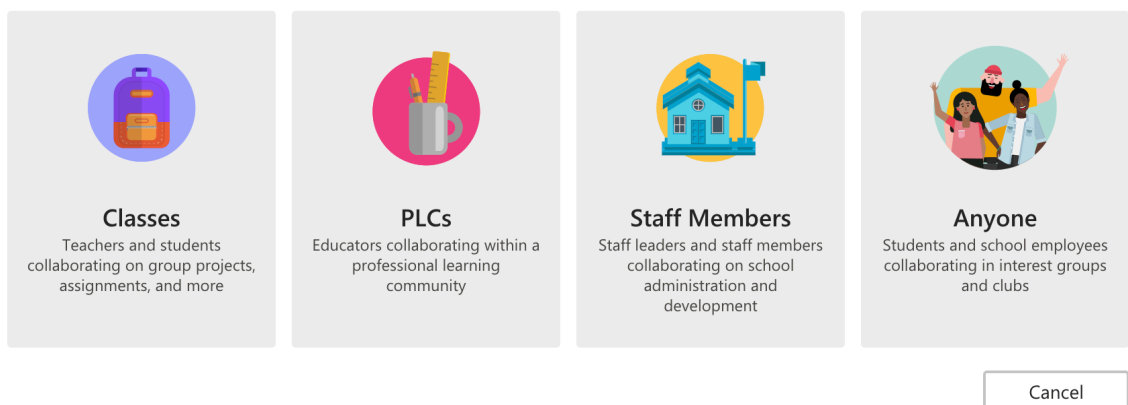 Classes
Teachers and students
collaborating on group projects,
assignments, and more
PLCs
Educators collaborating within a
professional learning
community
Staff Members
Staff leaders and staff members
collaborating on school
administration and
development
Anyone
Students and school employees
collaborating in interest groups
and clubs
Cancel